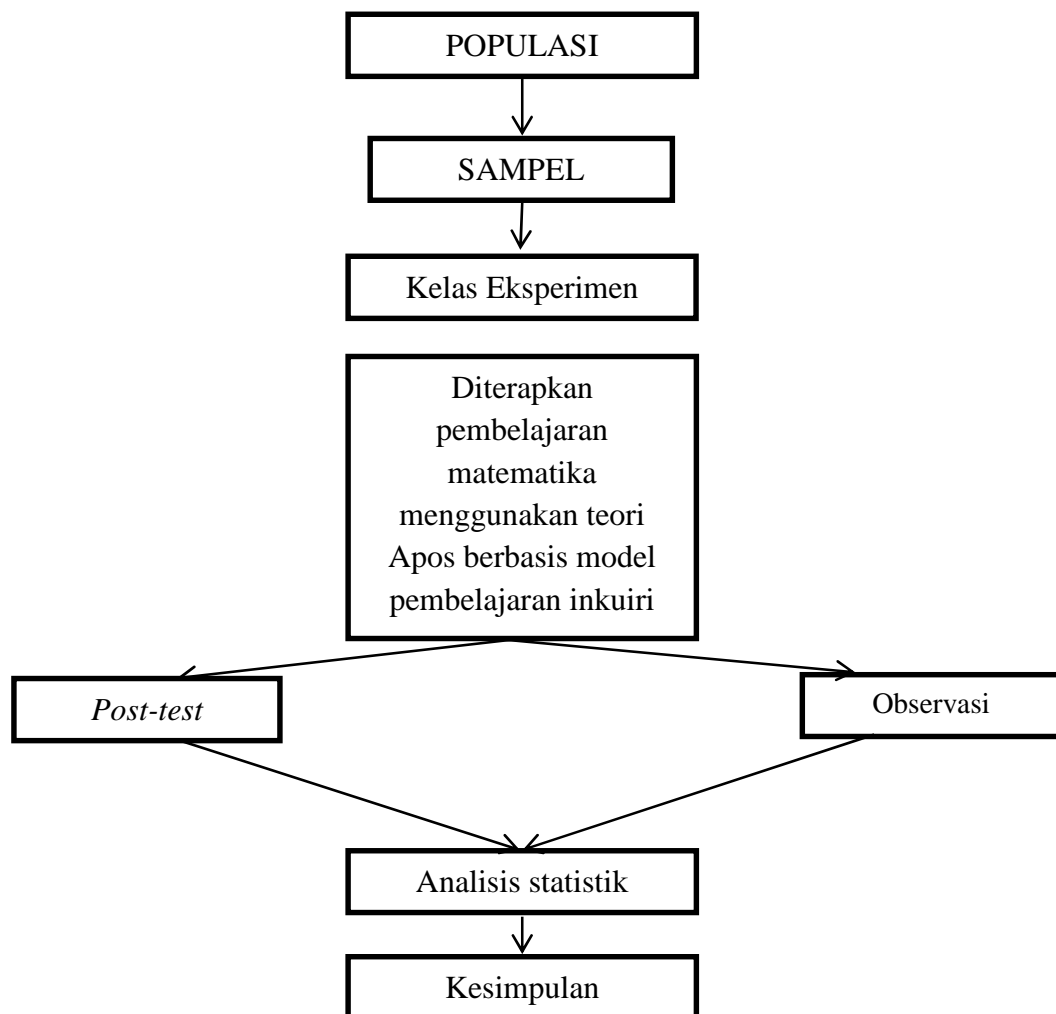 POPULASI
SAMPEL
Kelas Eksperimen
Diterapkan
pembelajaran
matematika
menggunakan teori
Apos berbasis model
pembelajaran inkuiri
Post-test
Observasi
Analisis statistik
Kesimpulan